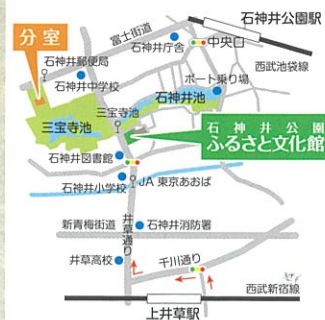 石神井公園駅
分室
富士街道
石神井庁舎
中央口
石神井郵便局
西武池袋線
石神井中学校
ボート乗り場
石神井池
三宝寺池
三宝寺池
石神井公園
ふるさと文化館
石神井図書館
石神井小学校
JA 東京あおば
井草通り
新青梅街道
石神井消防署
井草高校
千川通り
西武新宿線
上井草駅